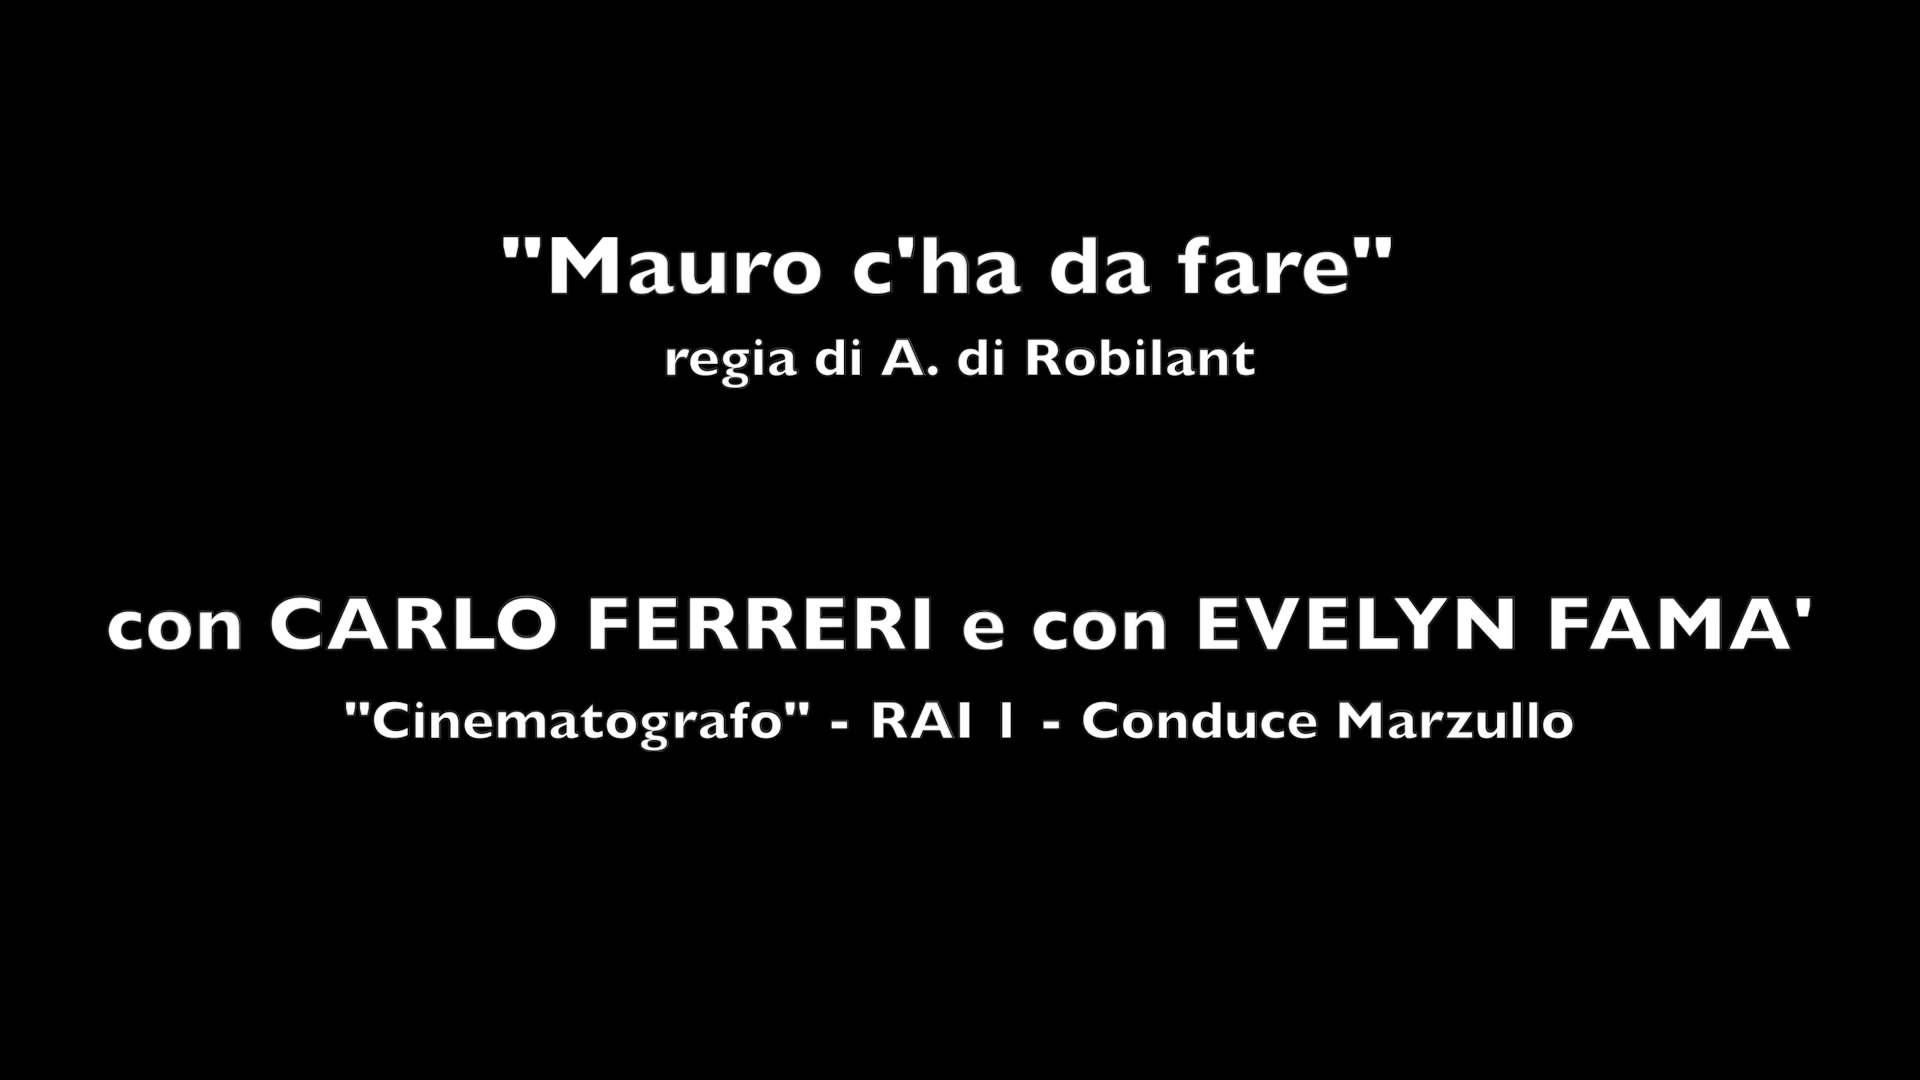 "Mauro c'ha da fare"
regia di A. di Robilant
con CARLO FERRERI e con EVELYN FAMA'
"Cinematografo" - RAI 1 - Conduce Marzullo